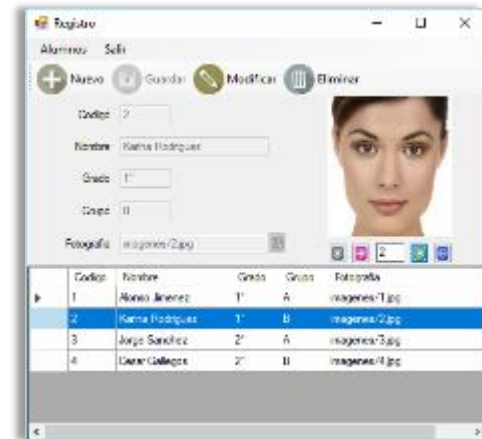 Registro
Alumnos Salir
Nuevo Guardar Modificar Eliminar
Codigo 2
Nombre Karina Rodriguez
Grado 1°
Grupo B
Fotografia imagenes/2.jpg
2
Codigo Nombre Grado Grupo Fotografia
1 Alonso Jimenez 1° A imagenes/1.jpg
2 Karina Rodriguez 1° B imagenes/2.jpg
3 Jorge Sanchez 2° A imagenes/3.jpg
4 Cesar Gallegos 2° B imagenes/4.jpg